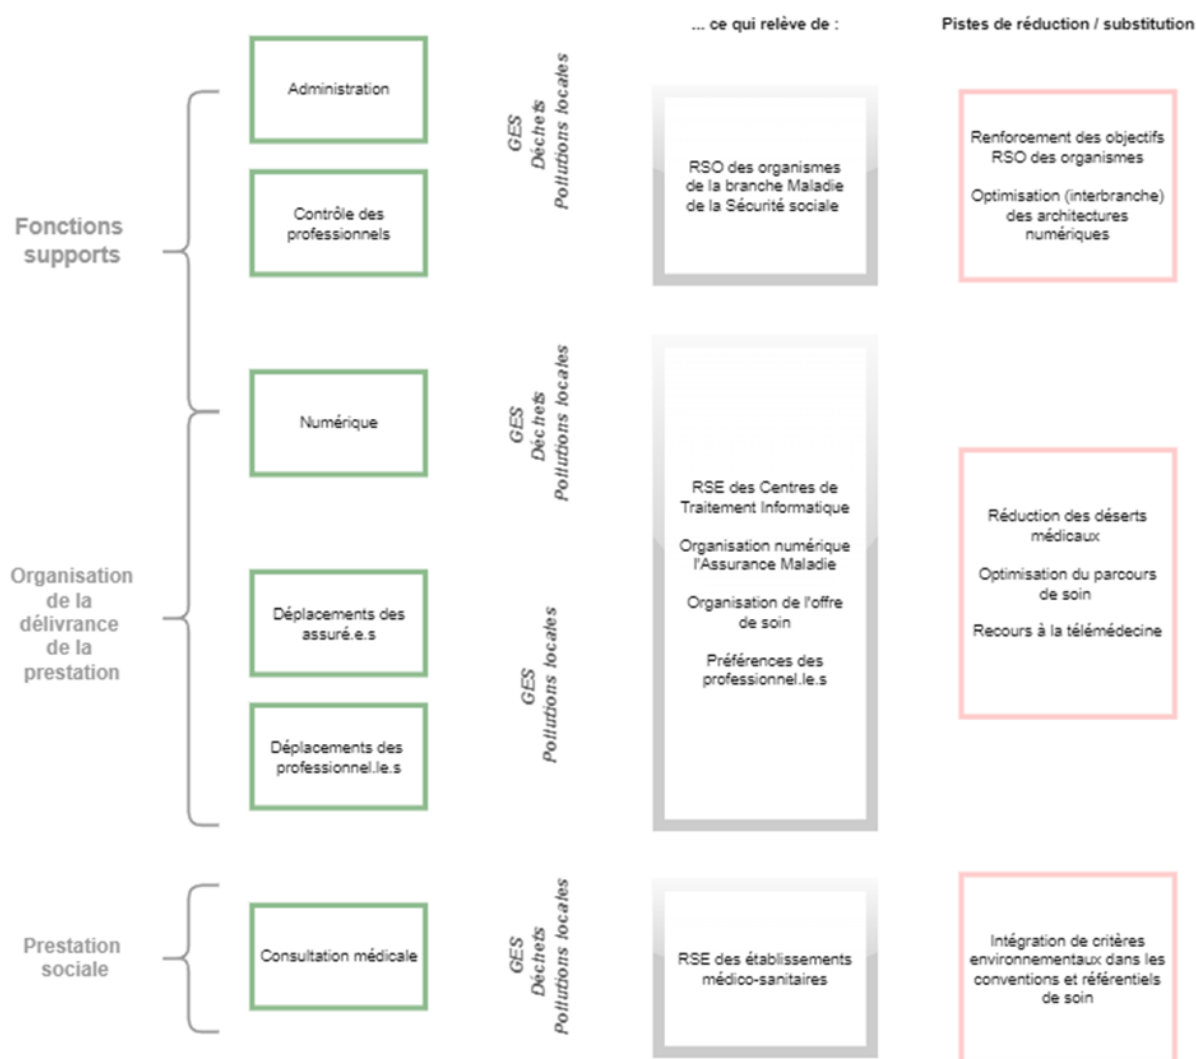 ... ce qui relève de :
Pistes de réduction / substitution
Fonctions
supports
Administration
Contrôle des
professionnels
GES
Déchets
Pollutions locales
RSO des organismes
de la branche Maladie
de la Sécurité sociale
Renforcement des objectifs
RSO des organismes
Optimisation (interbranche)
des architectures
numériques
Numérique
GES
Déchets
Pollutions locales
Organisation
de la
délivrance
de la
prestation
Déplacements des
assuré.e.s
Déplacements des
professionnel.le.s
GES
Pollutions locales
RSE des Centres de
Traitement Informatique
Organisation numérique
l'Assurance Maladie
Organisation de l'offre
de soin
Préférences des
professionnel.le.s
Réduction des déserts
médicaux
Optimisation du parcours
de soin
Recours à la télémédecine
Prestation
sociale
Consultation médicale
GES
Déchets
Pollutions locales
RSE des établissements
médico-sanitaires
Intégration de critères
environnementaux dans les
conventions et référentiels
de soin